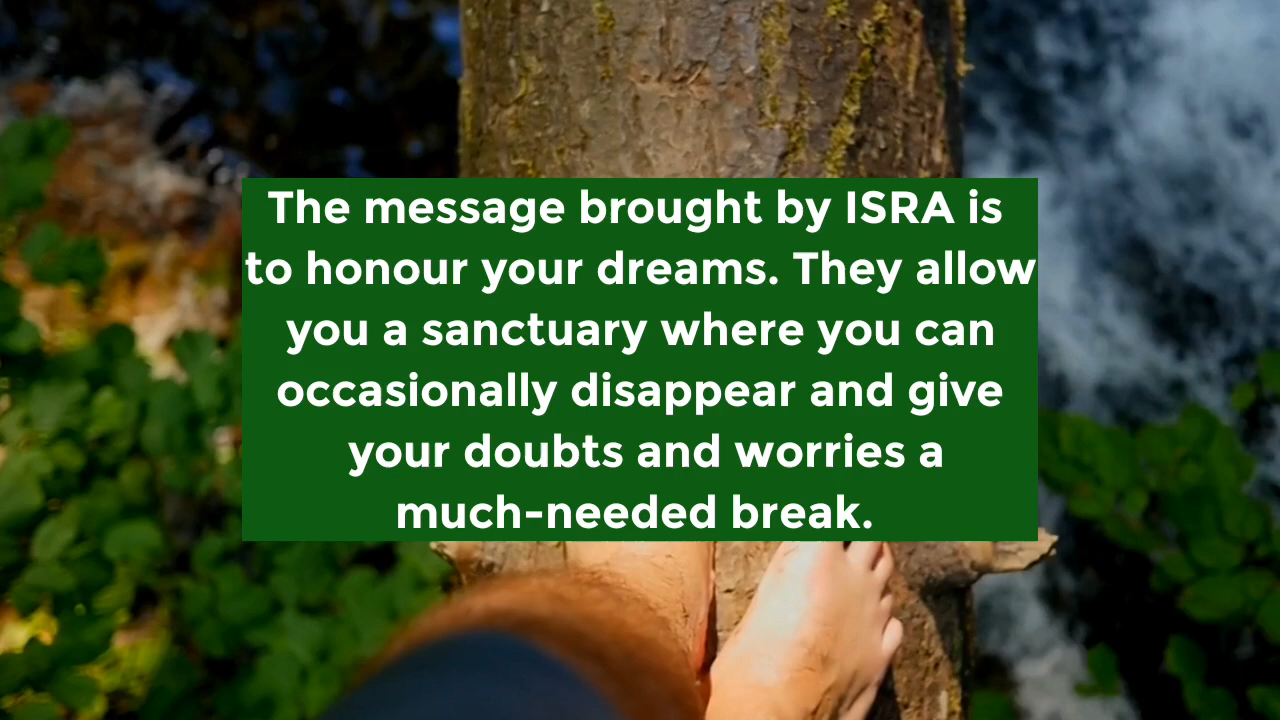 The message brought by ISRA is
to honour your dreams. They allow
you a sanctuary where you can
occasionally disappear and give
your doubts and worries a
much-needed break.